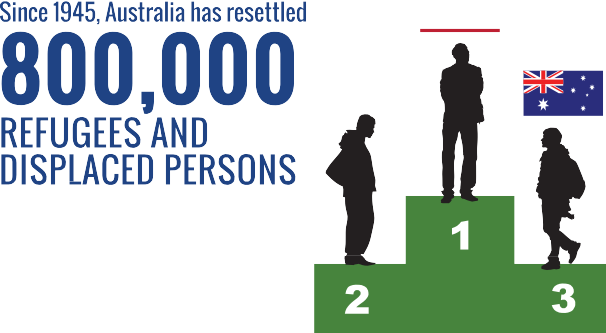 Since 1945, Australia has resettled
800,000
REFUGEES AND
DISPLACED PERSONS
1
2
3